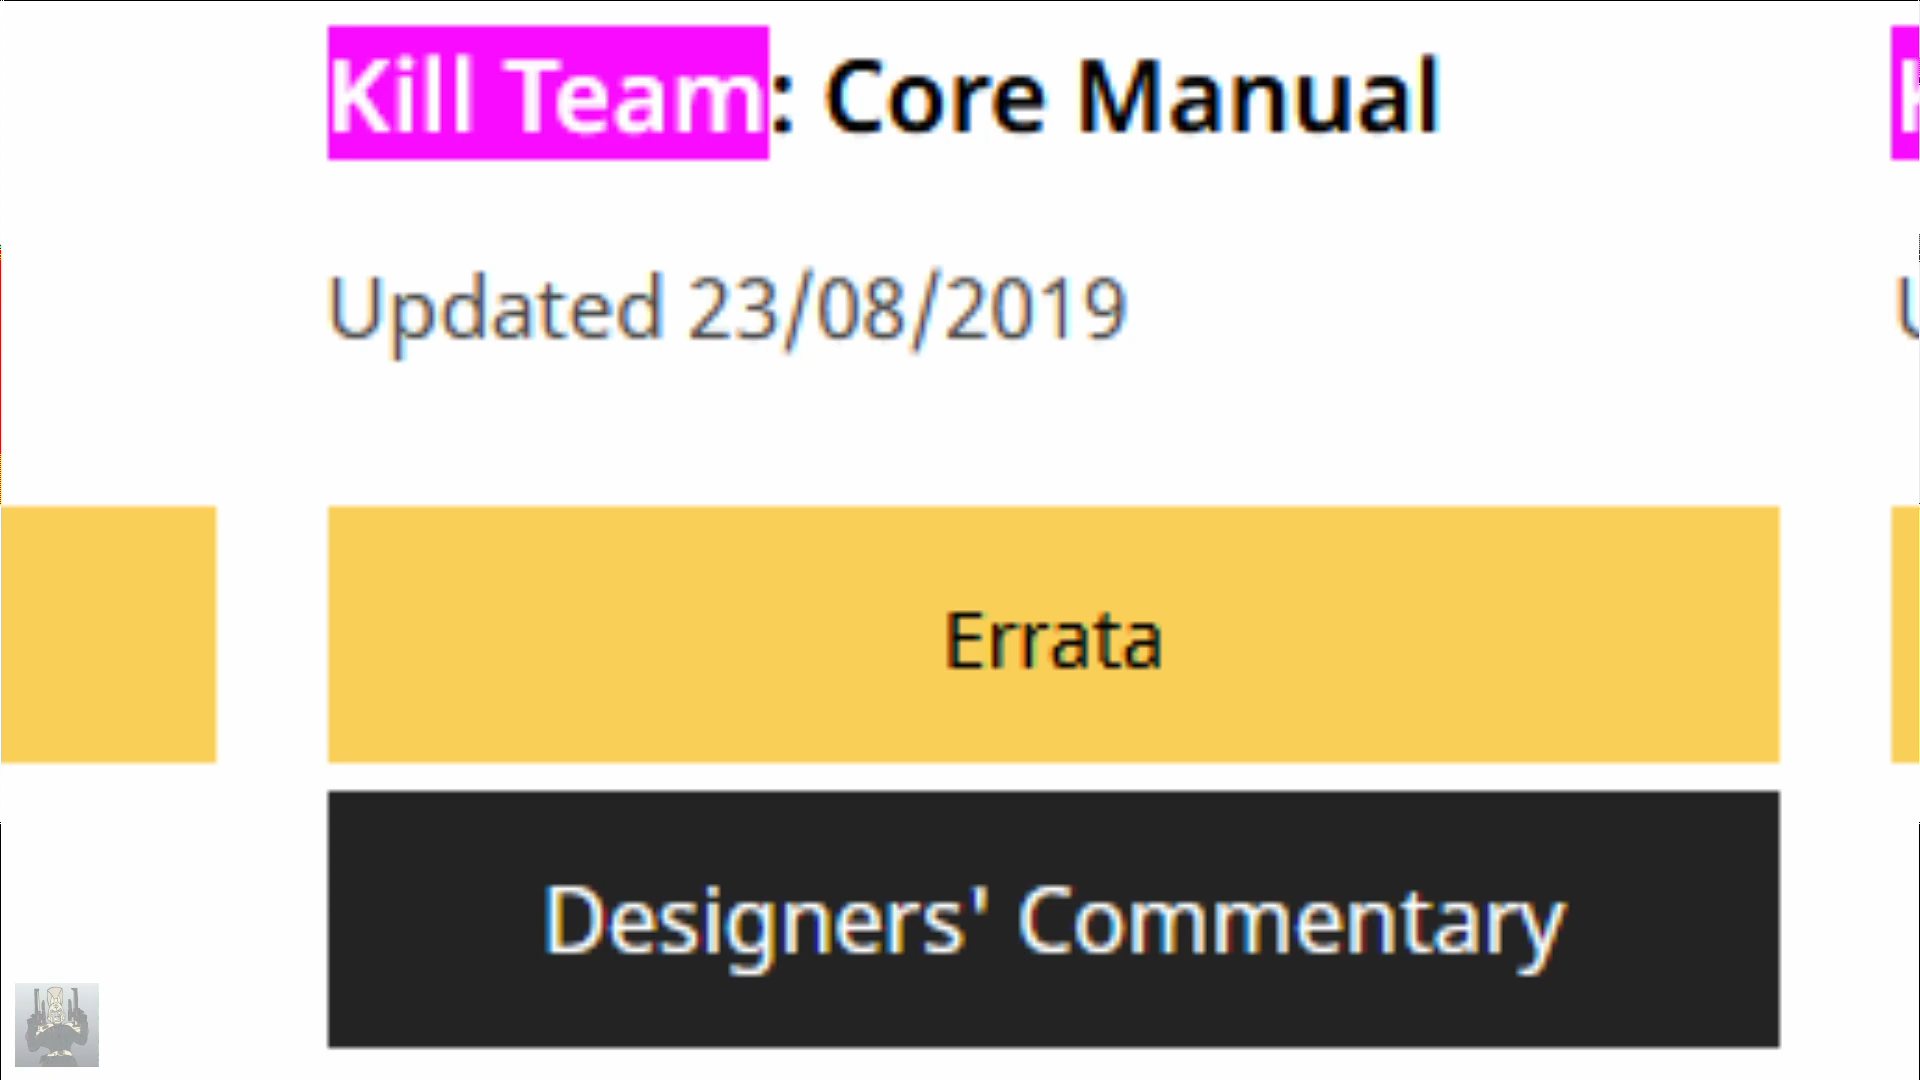 Kill Team: Core Manual
Updated 23/08/2019
Errata
Designers' Commentary